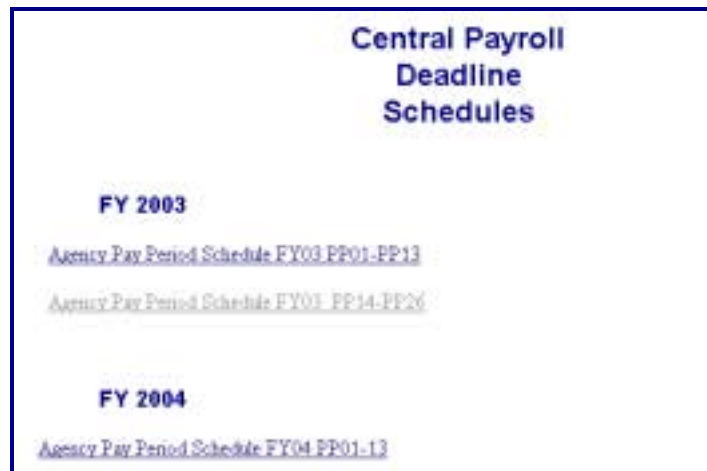 Central Payroll
Deadline
Schedules
FY 2003
Agency Pay Period Schedule FY03 PP01-PP13
Agency Pay Period Schedule FY03 PP14-PP26
FY 2004
Agency Pay Period Schedule FY04 PP01-13